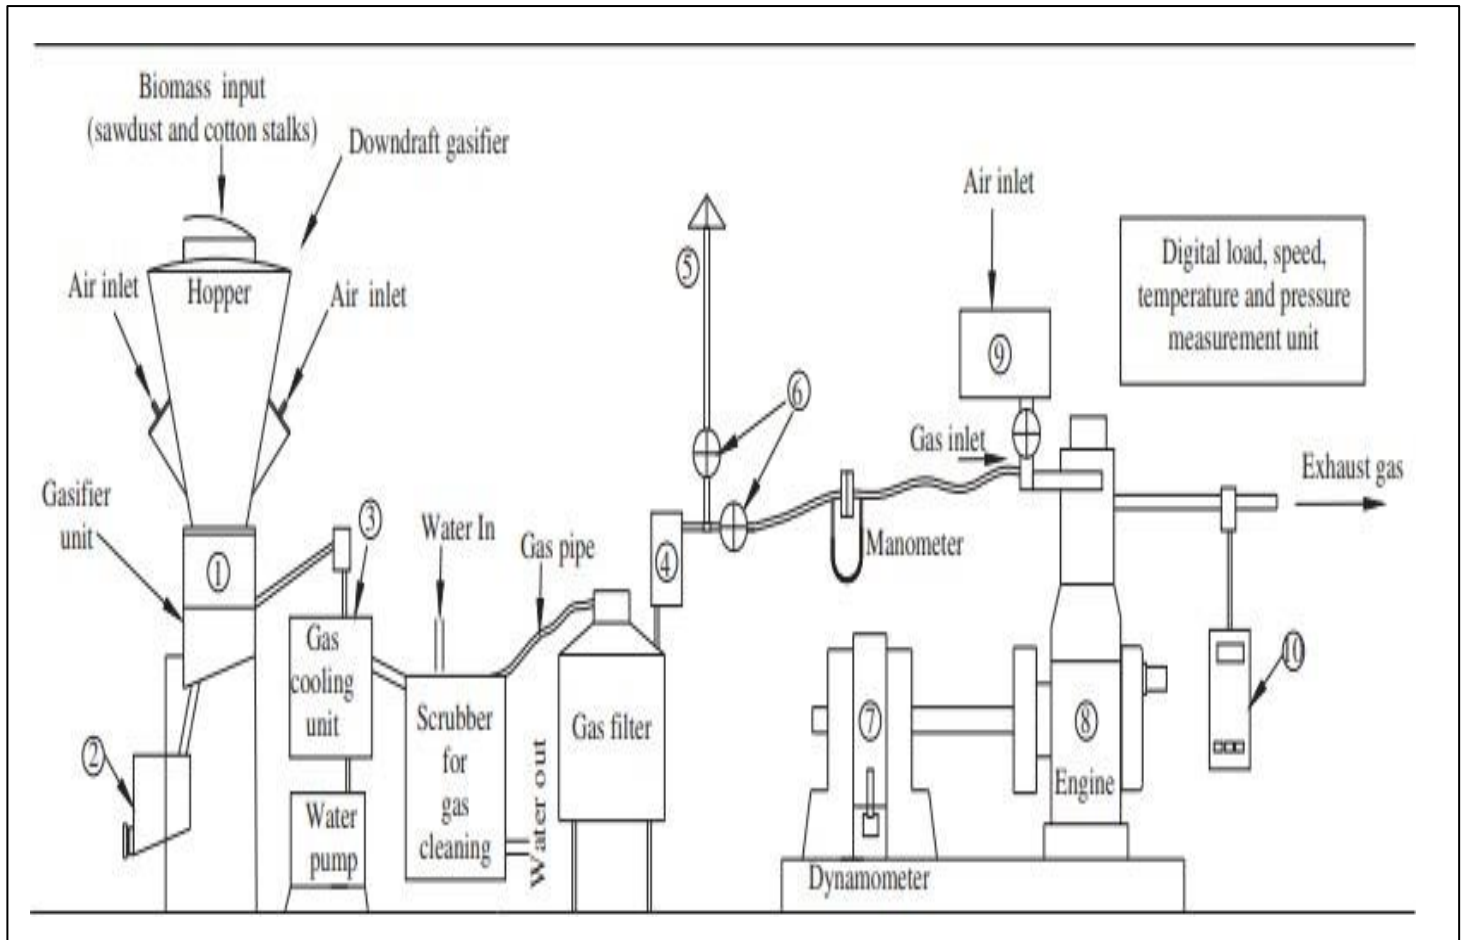 Biomass input
(sawdust and cotton stalks)
Downdraft gasifier
Air inlet
Hopper
Air inlet
Gasifier
unit
1
2
3
Gas
cooling
unit
Water
pump
Water In
Scrubber
for
gas
cleaning
Water out
Gas pipe
Gas filter
4
5
6
Manometer
Gas inlet
Air inlet
9
Digital load, speed,
temperature and pressure
measurement unit
Exhaust gas
10
7
8
Engine
Dynamometer